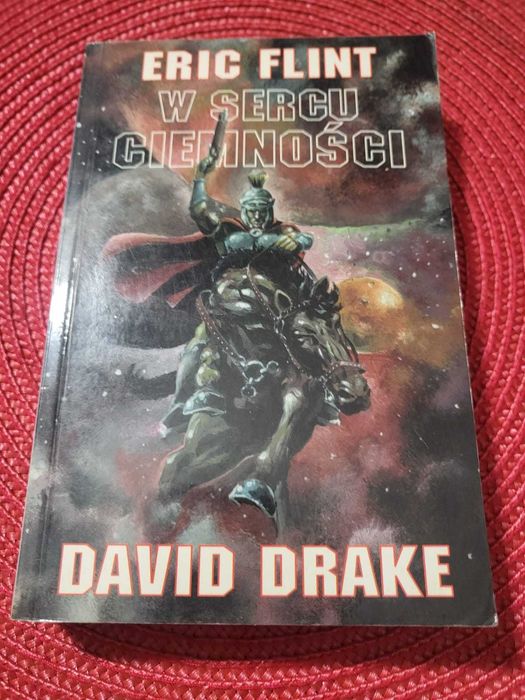 ERIC FLINT
W SERCU
CIEMNOŚCI
DAVID DRAKE